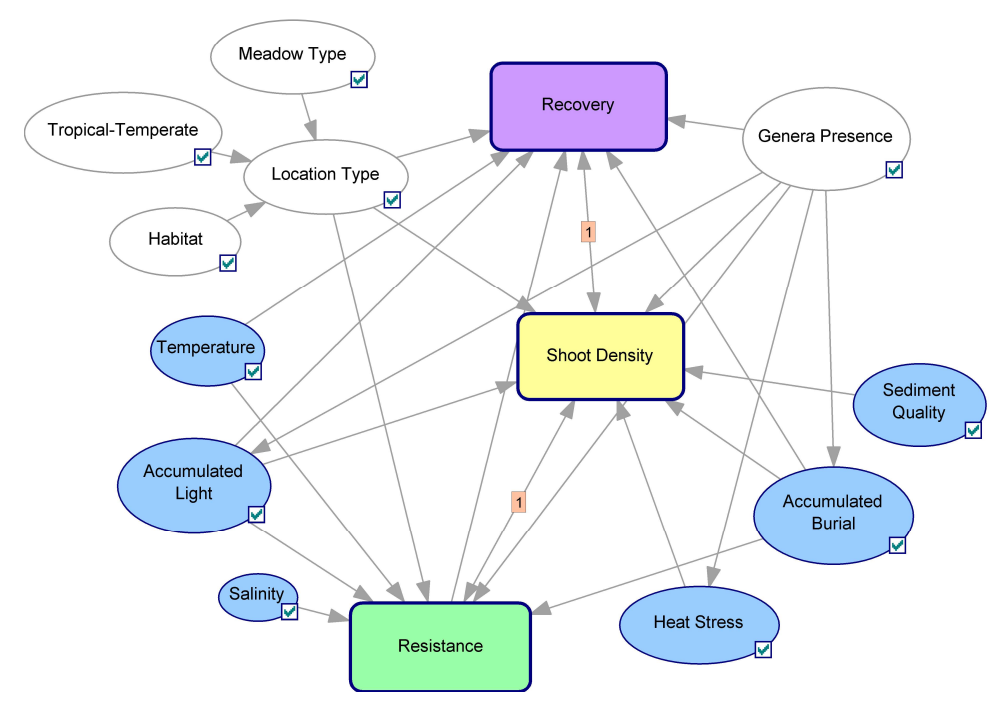 Meadow Type
Recovery
Tropical-Temperate
Genera Presence
Location Type
Habitat
1
Temperature
Shoot Density
Sediment
Quality
Accumulated
Light
1
Accumulated
Burial
Salinity
Heat Stress
Resistance